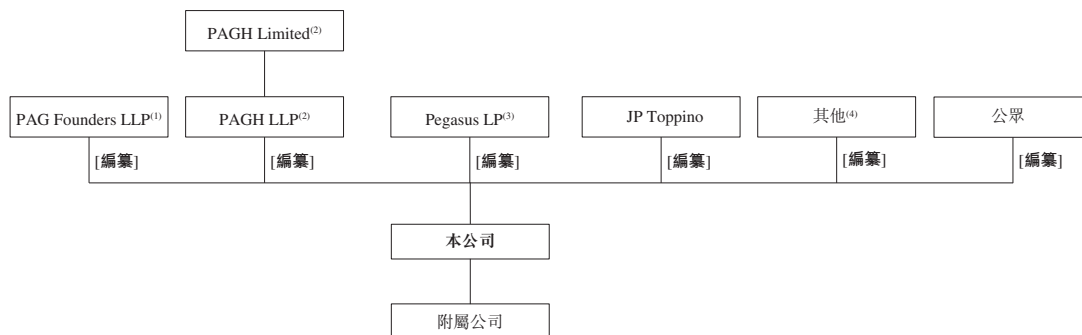 PAGH Limited(2)
PAG Founders LLP(1)
PAGH LLP(2)
Pegasus LP(3)
JP Toppino
其他(4)
公眾
[編纂]
[編纂]
[編纂]
[編纂]
[編纂]
[編纂]
本公司
附屬公司